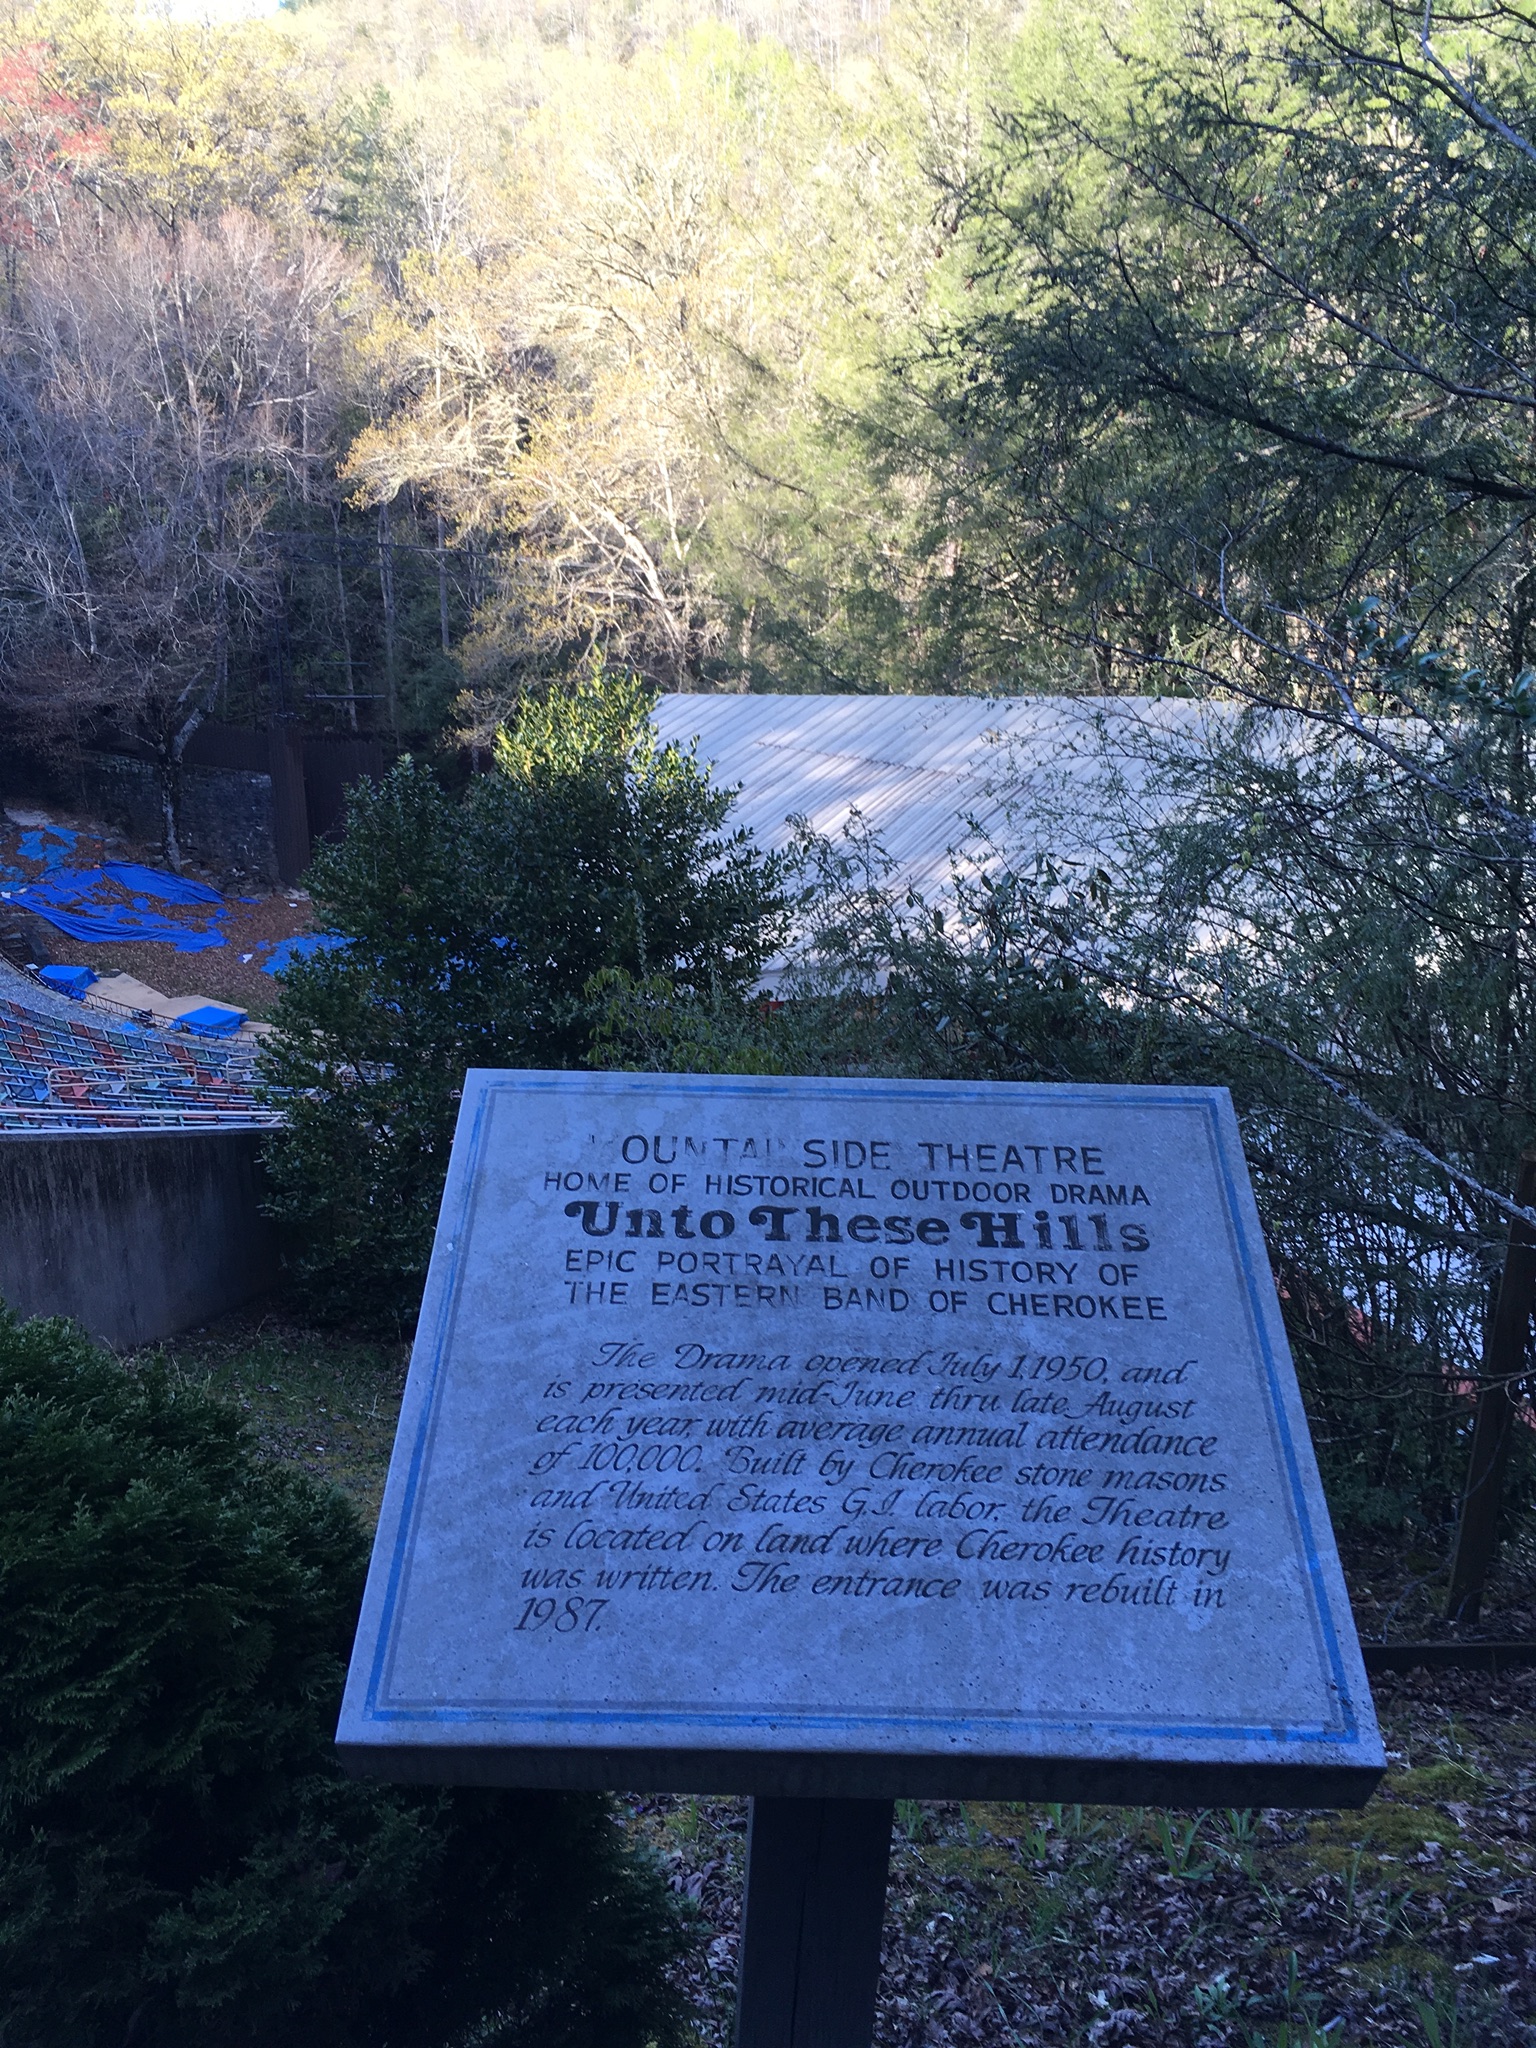 MOUNTAINSIDE THEATRE
HOME OF HISTORICAL OUTDOOR DRAMA
Unto These Hills
EPIC PORTRAYAL OF HISTORY OF
THE EASTERN BAND OF CHEROKEE
The Drama opened July 1, 1950, and
is presented mid-June thru late August
each year, with average annual attendance
of 100,000. Built by Cherokee stone masons
and United States G.I. labor, the Theatre
is located on land where Cherokee history
was written. The entrance was rebuilt in
1987.